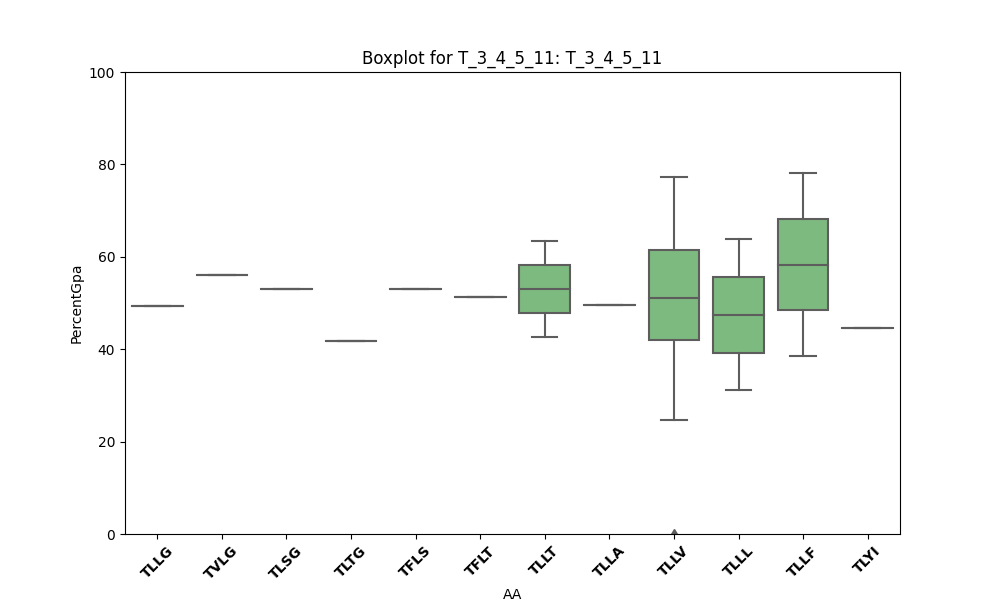 Boxplot for T_3_4_5_11: T_3_4_5_11
100
80
60
40
20
0
PercentGpa
TLLG TVLG TLSG TLTG TFLS TFLT TLLT TLLA TLLV TLLL TLLF TLYI
AA